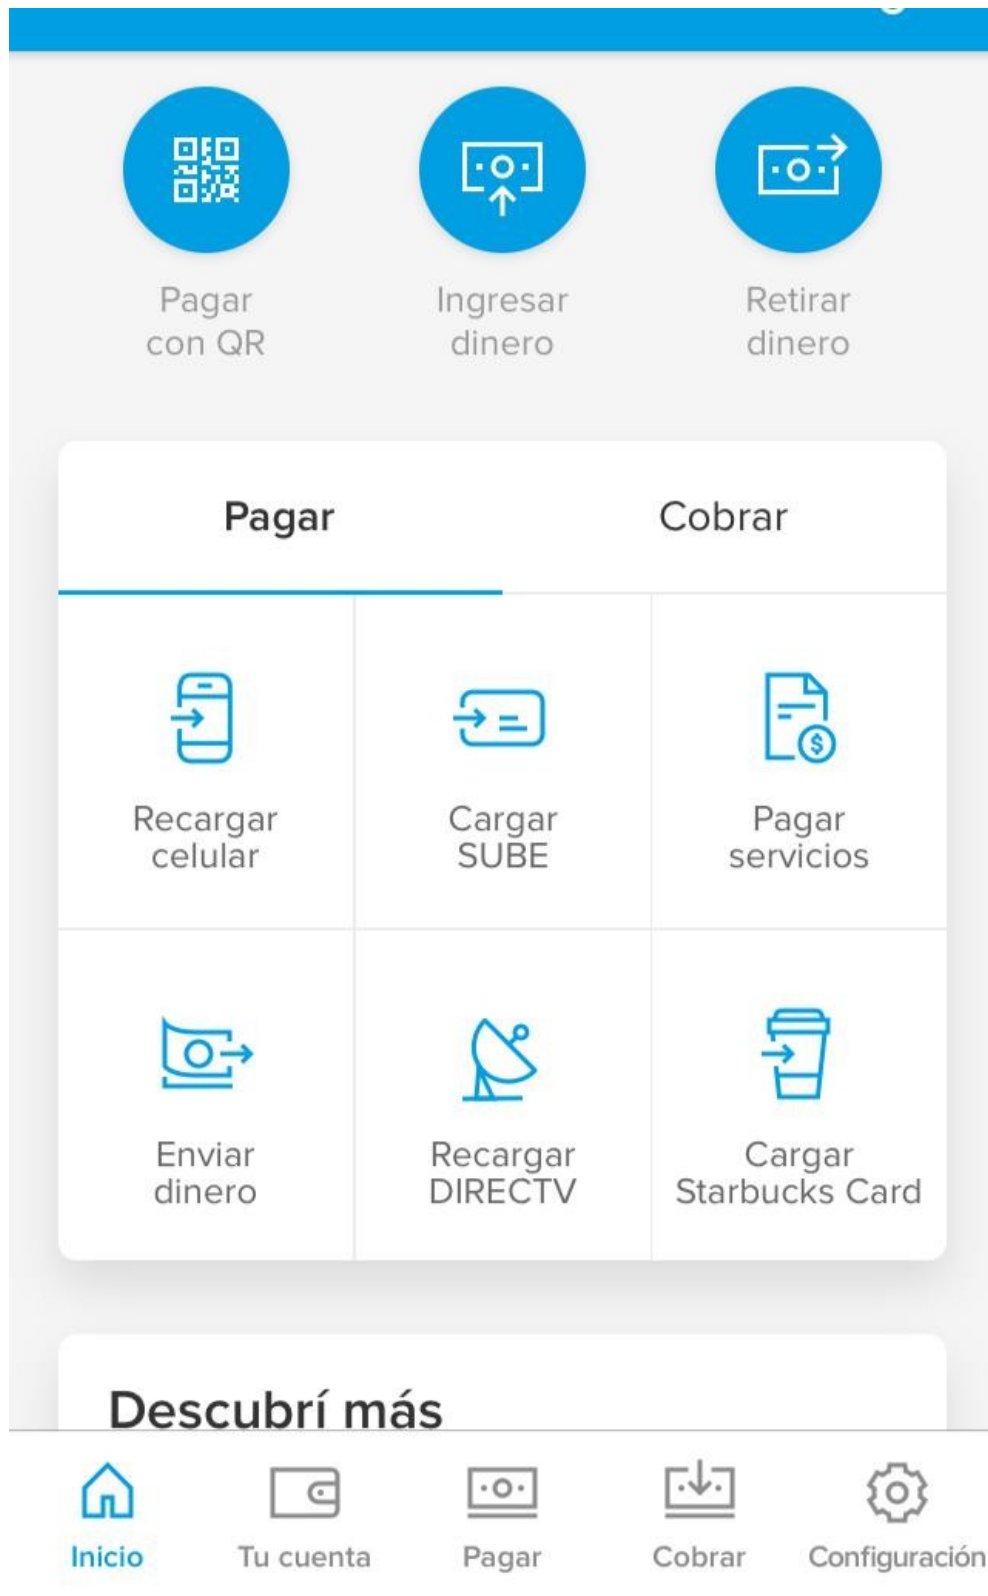 Pagar
con QR
Ingresar
dinero
Retirar
dinero
Pagar
Cobrar
Recargar
celular
Cargar
SUBE
Pagar
servicios
Enviar
dinero
Recargar
DIRECTV
Cargar
Starbucks Card
Descubrí más
Inicio
Tu cuenta
Pagar
Cobrar
Configuración